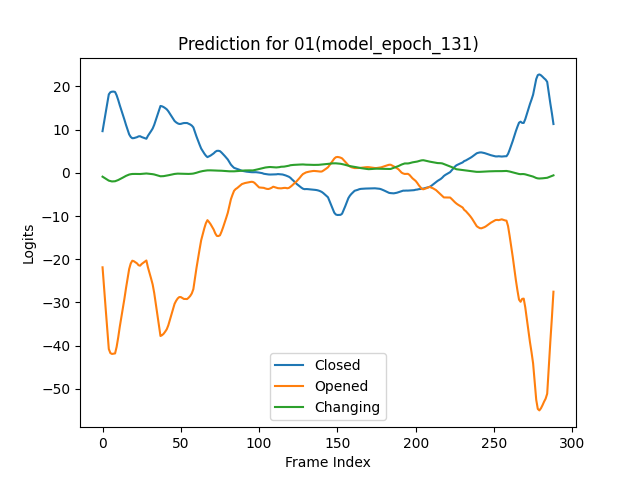 Prediction for 01(model_epoch_131)
20
10
0
−10
−20
−30
−40
−50
Logits
Closed
Opened
Changing
0 50 100 150 200 250 300
Frame Index